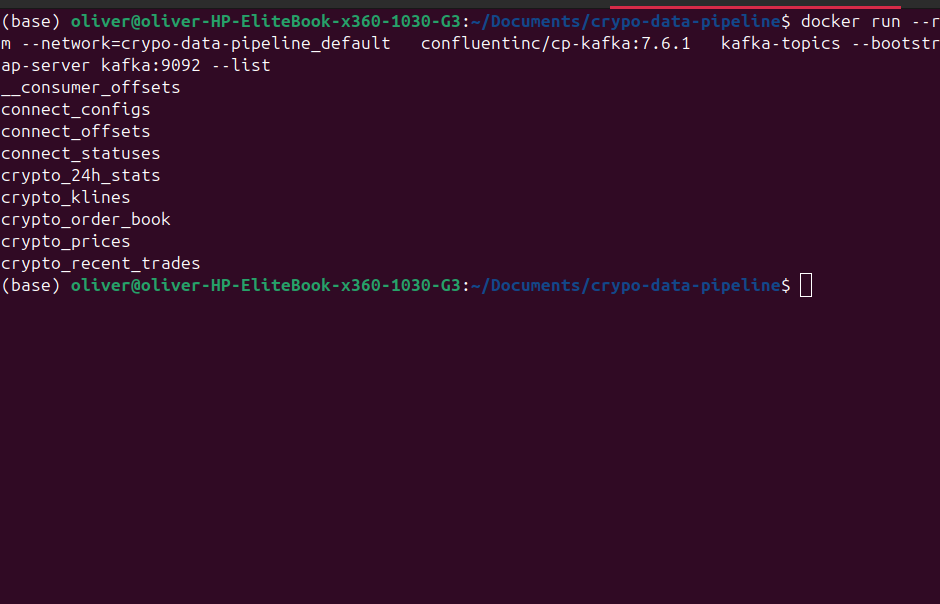 (base) oliver@oliver-HP-EliteBook-x360-1030-G3:~/Documents/crypo-data-pipeline$ docker run --r
m --network=crypo-data-pipeline_default   confluentinc/cp-kafka:7.6.1   kafka-topics --bootstr
ap-server kafka:9092 --list
__consumer_offsets
connect_configs
connect_offsets
connect_statuses
crypto_24h_stats
crypto_klines
crypto_order_book
crypto_prices
crypto_recent_trades
(base) oliver@oliver-HP-EliteBook-x360-1030-G3:~/Documents/crypo-data-pipeline$